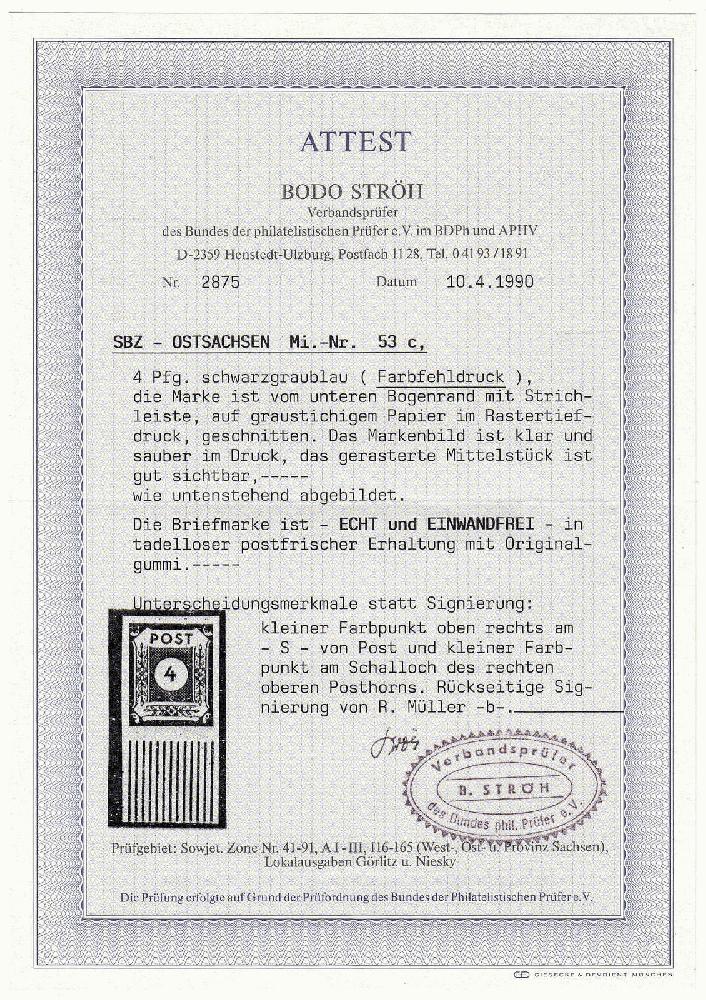 ATTEST
BODO STRÖH
Verbandsprüfer
des Bundes der philatelistischen Prüfer e.V. im BDPh und APHV
D-2359 Henstedt-Ulzburg, Postfach 11 28, Tel. 0 41 93 / 18 91
Nr. 2875 Datum 10.4.1990
SBZ - OSTSACHSEN Mi.-Nr. 53 c,
4 Pfg. schwarzgraublau ( Farbfehldruck ),
die Marke ist vom unteren Bogenrand mit Strich-
leiste, auf graustichigem Papier im Rastertief-
druck, geschnitten. Das Markenbild ist klar und
sauber im Druck, das gerasterte Mittelstück ist
gut sichtbar,-----
wie untenstehend abgebildet.
Die Briefmarke ist - ECHT und EINWANDFREI - in
tadelloser postfrischer Erhaltung mit Original-
gummi.-----
Unterscheidungsmerkmale statt Signierung:
kleiner Farbpunkt oben rechts am
- S - von Post und kleiner Farb-
punkt am Schalloch des rechten
oberen Posthorns. Rückseitige Sig-
nierung von R. Müller -b-.
POST
4
Verbandsprüfer
B. STRÖH
des Bundes phil. Prüfer e.V.
Prüfgebiet: Sowjet. Zone Nr. 41-91, A I - III, 116-165 (West-, Ost- u. Provinz Sachsen),
Lokalausgaben Görlitz u. Niesky
Die Prüfung erfolgte auf Grund der Prüfordnung des Bundes der Philatelistischen Prüfer e.V.
GIESECKE & DEVRIENT MÜNCHEN